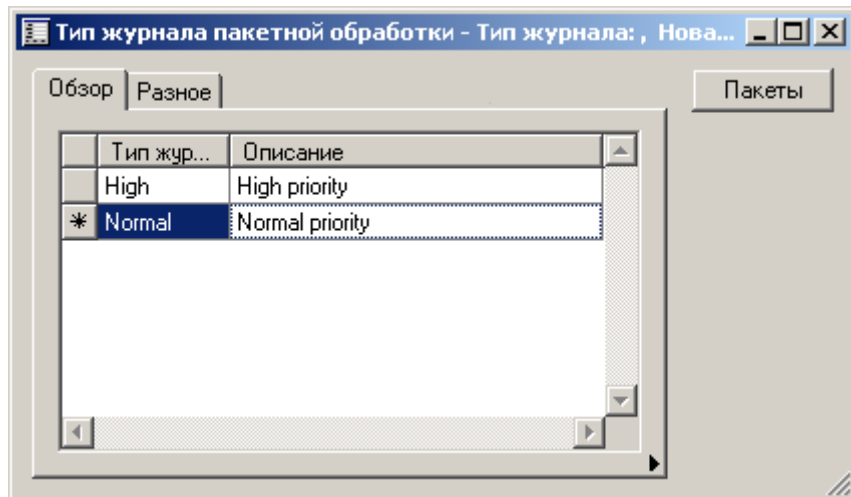 Тип журнала пакетной обработки - Тип журнала: , Нова...
Обзор Разное Пакеты
Тип жур... Описание
High High priority
* Normal Normal priority